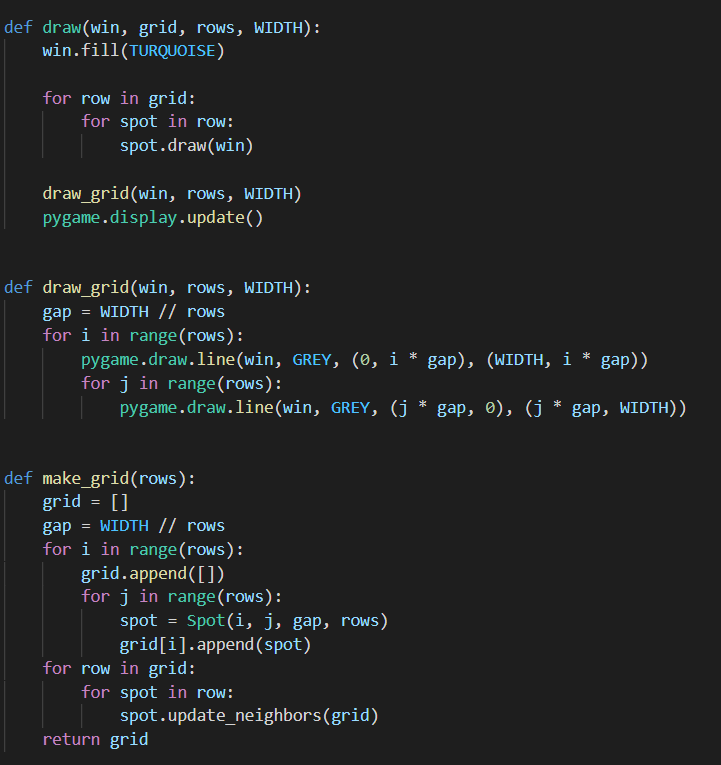 def draw(win, grid, rows, WIDTH):
    win.fill(TURQUOISE)

    for row in grid:
        for spot in row:
            spot.draw(win)

    draw_grid(win, rows, WIDTH)
    pygame.display.update()


def draw_grid(win, rows, WIDTH):
    gap = WIDTH // rows
    for i in range(rows):
        pygame.draw.line(win, GREY, (0, i * gap), (WIDTH, i * gap))
        for j in range(rows):
            pygame.draw.line(win, GREY, (j * gap, 0), (j * gap, WIDTH))


def make_grid(rows):
    grid = []
    gap = WIDTH // rows
    for i in range(rows):
        grid.append([])
        for j in range(rows):
            spot = Spot(i, j, gap, rows)
            grid[i].append(spot)
    for row in grid:
        for spot in row:
            spot.update_neighbors(grid)
    return grid